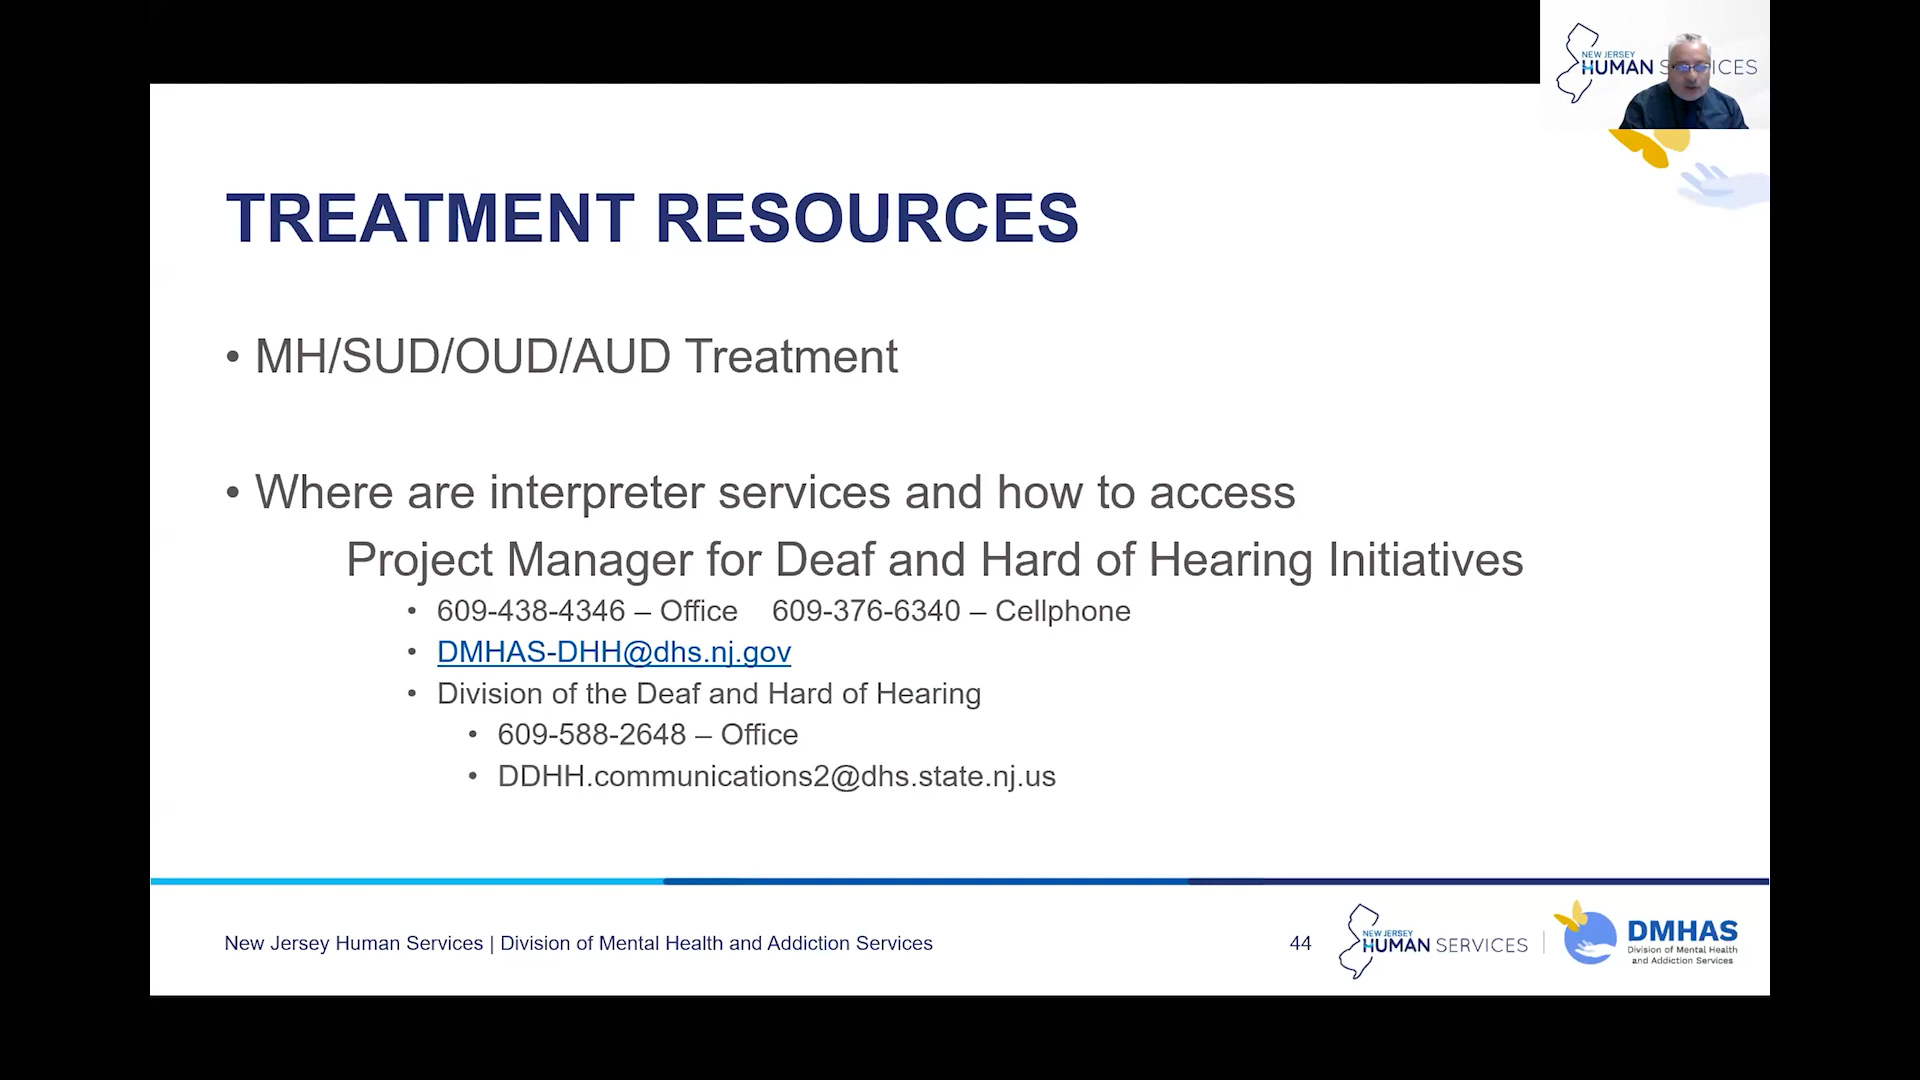 NEW JERSEY
HUMAN SERVICES
TREATMENT RESOURCES
• MH/SUD/OUD/AUD Treatment
• Where are interpreter services and how to access
Project Manager for Deaf and Hard of Hearing Initiatives
• 609-438-4346 – Office 609-376-6340 – Cellphone
• DMHAS-DHH@dhs.nj.gov
• Division of the Deaf and Hard of Hearing
• 609-588-2648 – Office
• DDHH.communications2@dhs.state.nj.us
New Jersey Human Services | Division of Mental Health and Addiction Services
44
NEW JERSEY
HUMAN SERVICES
DMHAS
Division of Mental Health
and Addiction Services